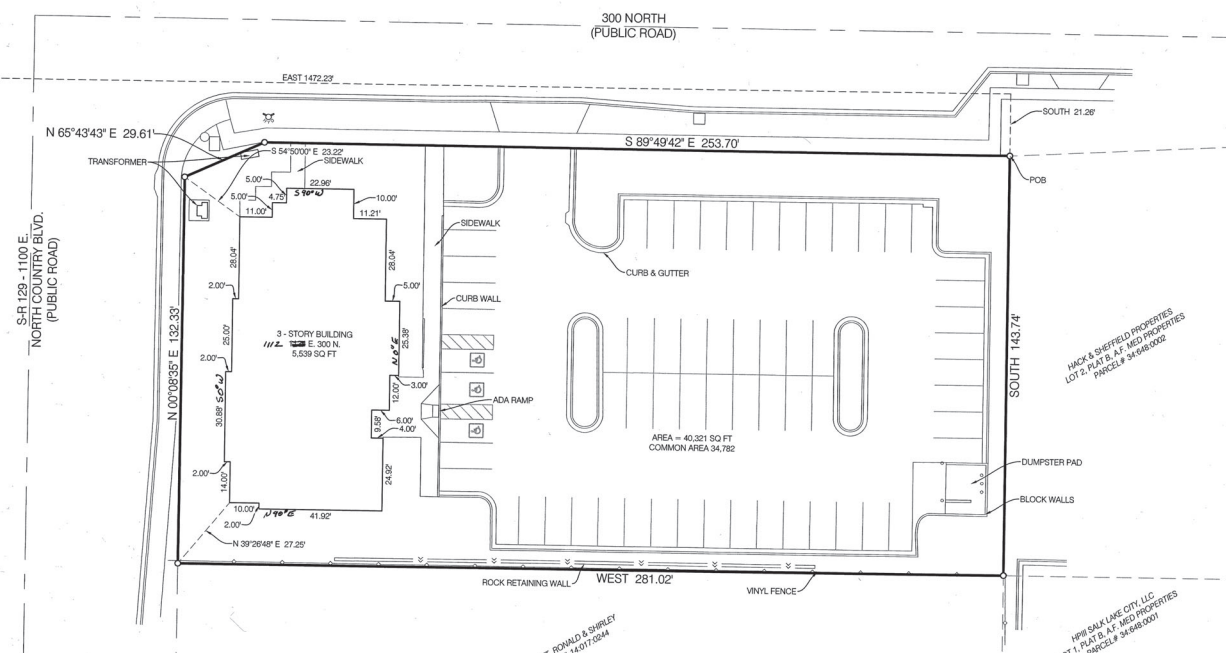 300 NORTH
(PUBLIC ROAD)
EAST 1472.23'
SOUTH 21.26'
N 65°43'43" E 29.61'
S 89°49'42" E 253.70'
S 54°50'00" E 23.22'
TRANSFORMER
SIDEWALK
POB
5.00'
22.96'
S 90° W
10.00'
5.00'
4.75'
11.00'
11.21'
SIDEWALK
S-R 129 - 1100 E.
NORTH COUNTRY BLVD.
(PUBLIC ROAD)
28.04'
28.04'
CURB & GUTTER
2.00'
5.00'
CURB WALL
N 00°08'35" E 132.33'
25.00'
3 - STORY BUILDING
1112 E. 300 N.
5,539 SQ FT
25.38'
N 0° E
SOUTH 143.74'
HACK & SHEFFIELD PROPERTIES
LOT 2, PLAT B, A.F. MED PROPERTIES
PARCEL# 34:648:0002
2.00'
S 0° W
3.00'
12.00'
ADA RAMP
30.88'
6.00'
4.00'
9.58'
AREA = 40,321 SQ FT
COMMON AREA 34,782
2.00'
14.00'
24.92'
DUMPSTER PAD
BLOCK WALLS
10.00'
N 90° E
41.92'
2.00'
N 39°26'48" E 27.25'
ROCK RETAINING WALL
WEST 281.02'
VINYL FENCE
RONALD & SHIRLEY
14:017:0244
HPIII SALK LAKE CITY, LLC
1, PLAT B, A.F. MED PROPERTIES
PARCEL# 34:648:0001